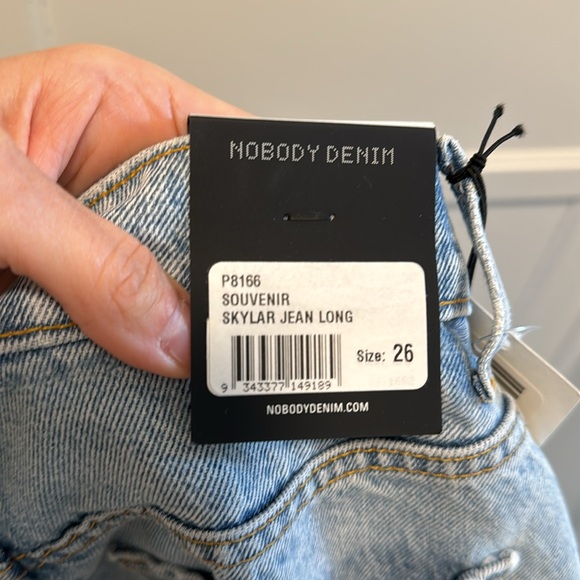 NOBODY DENIM
P8166
SOUVENIR
SKYLAR JEAN LONG
Size: 26
9 343377 149189
NOBODYDENIM.COM